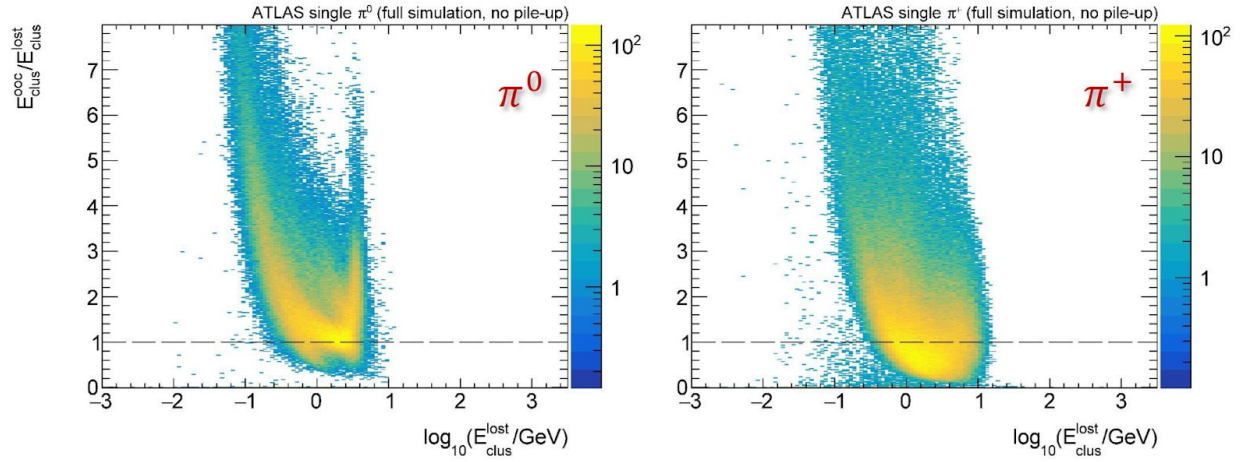 ATLAS single π⁰ (full simulation, no pile-up)
E^ooc_clus/E^lost_clus
7
6
5
4
3
2
1
0
π⁰
10²
10
1
−3 −2 −1 0 1 2 3
log₁₀(E^lost_clus/GeV)
ATLAS single π⁺ (full simulation, no pile-up)
7
6
5
4
3
2
1
0
π⁺
10²
10
1
−3 −2 −1 0 1 2 3
log₁₀(E^lost_clus/GeV)